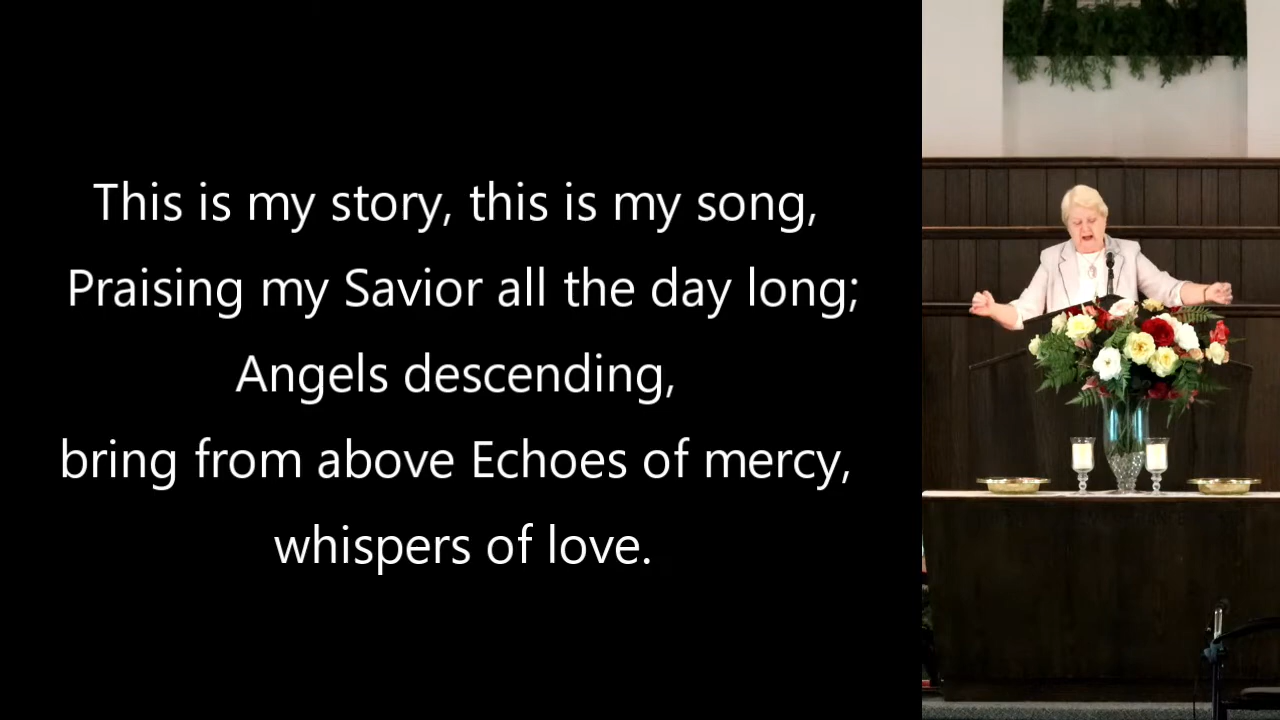 This is my story, this is my song,
Praising my Savior all the day long;
Angels descending,
bring from above Echoes of mercy,
whispers of love.